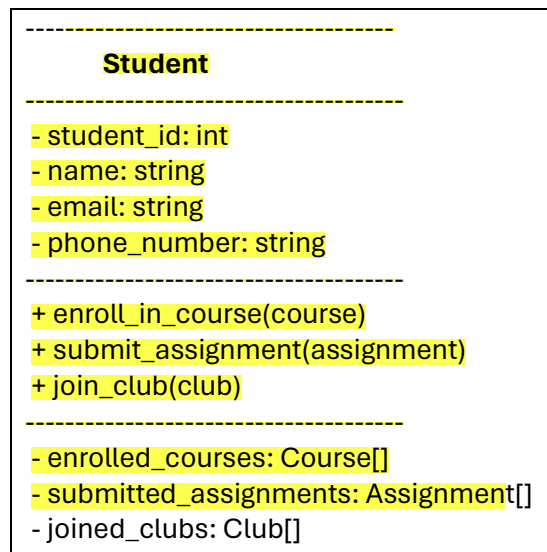 -------------------------------------
Student
--------------------------------------
- student_id: int
- name: string
- email: string
- phone_number: string
--------------------------------------
+ enroll_in_course(course)
+ submit_assignment(assignment)
+ join_club(club)
--------------------------------------
- enrolled_courses: Course[]
- submitted_assignments: Assignment[]
- joined_clubs: Club[]